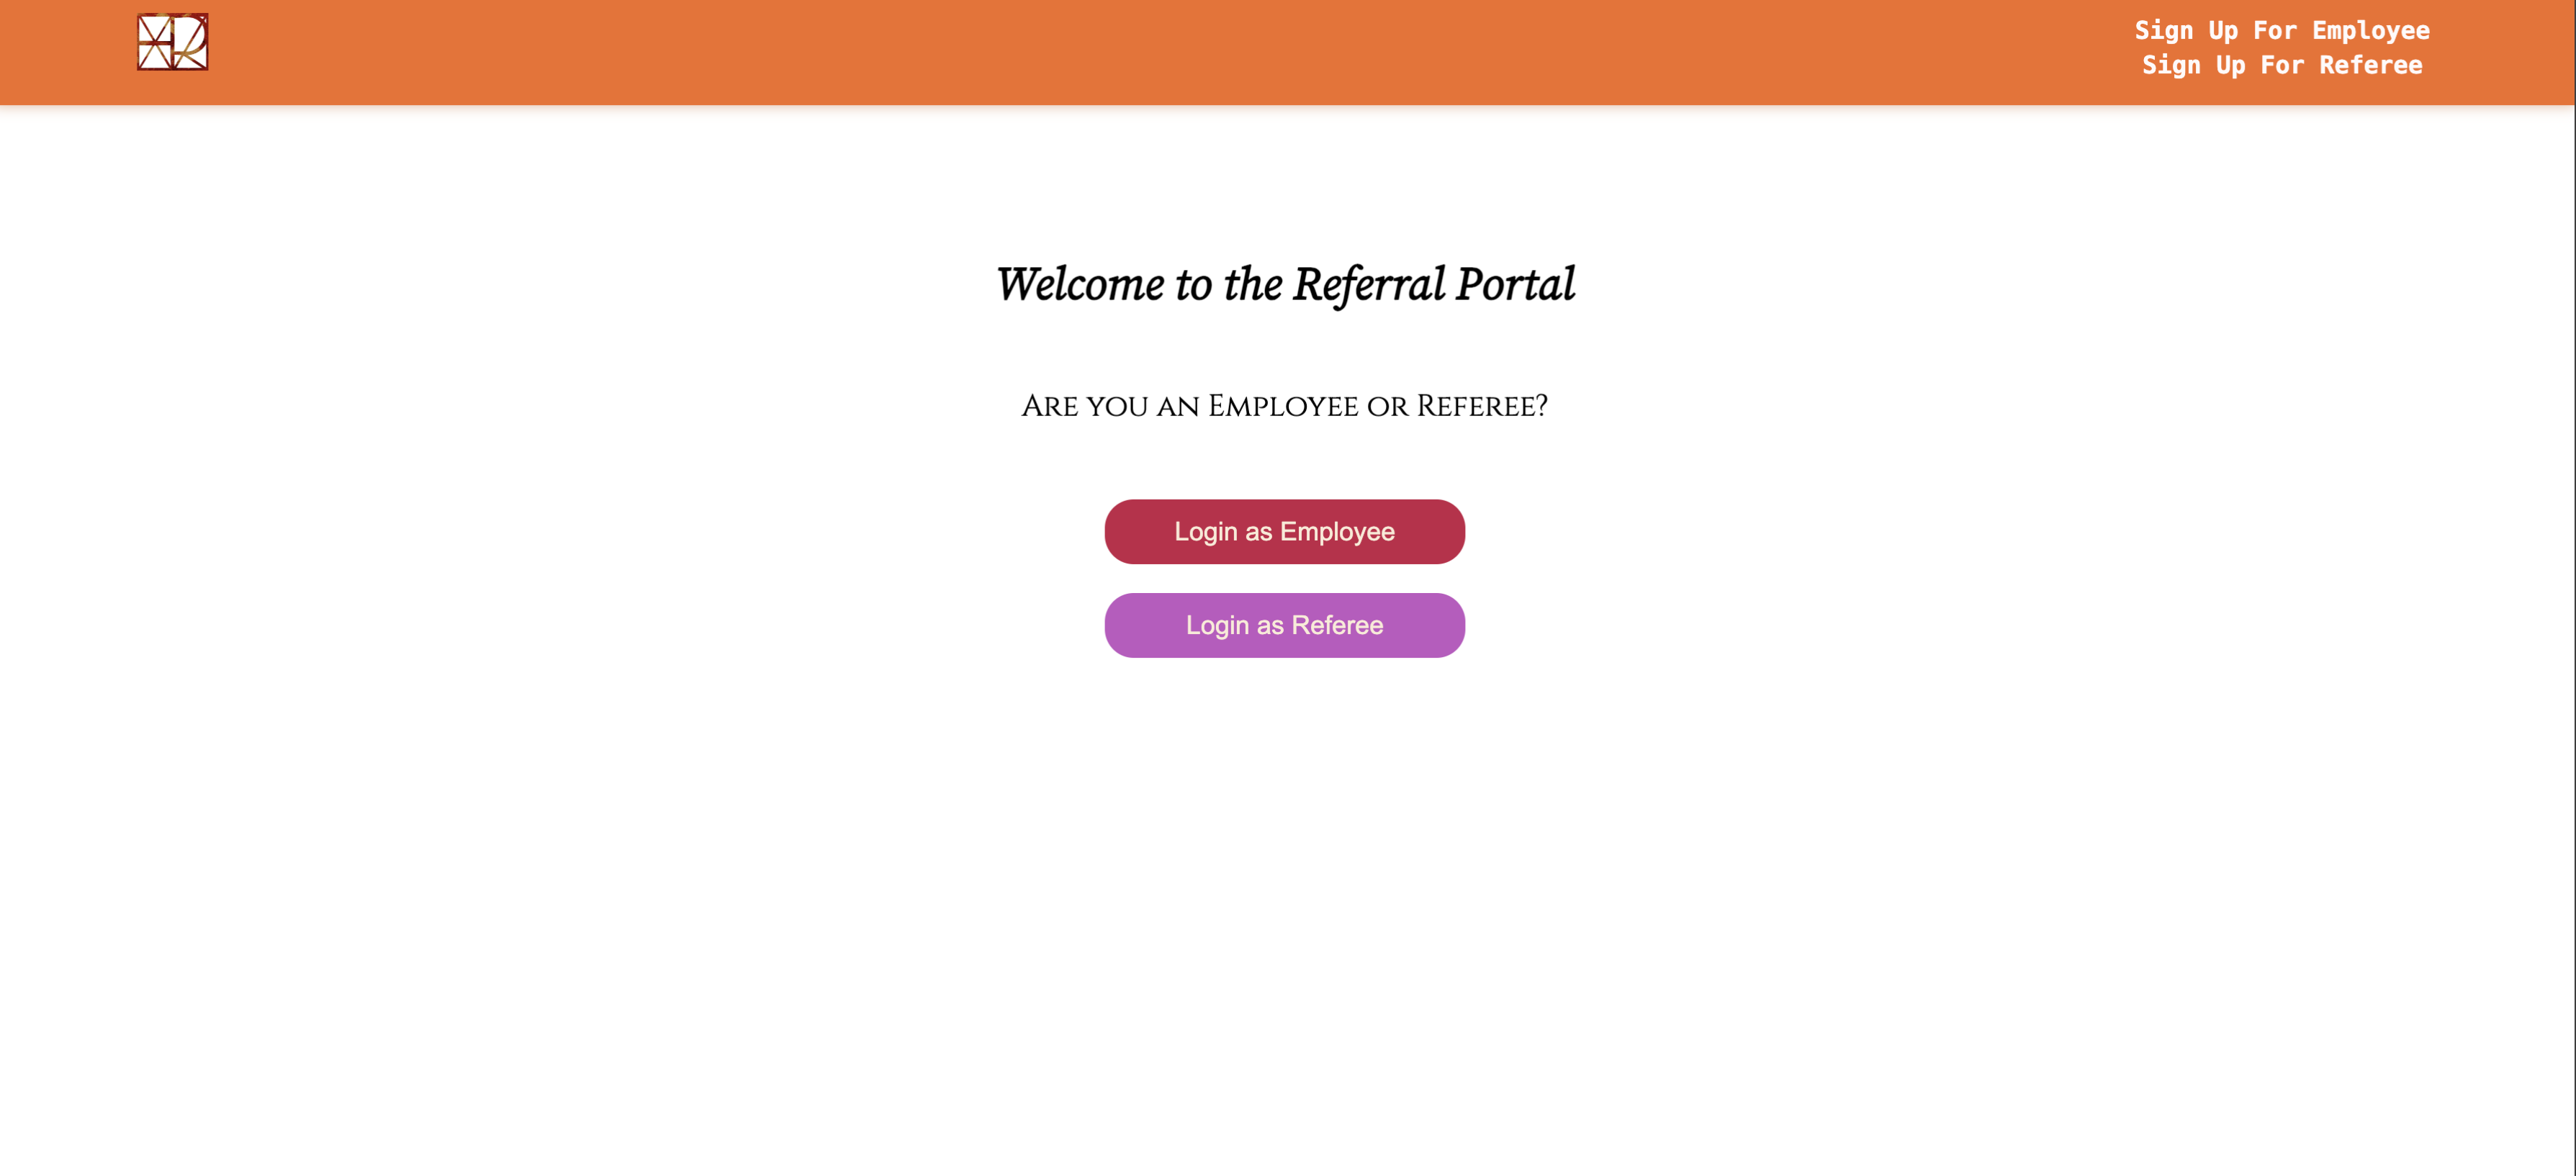 Sign Up For Employee
Sign Up For Referee
Welcome to the Referral Portal
Are you an Employee or Referee?
Login as Employee
Login as Referee